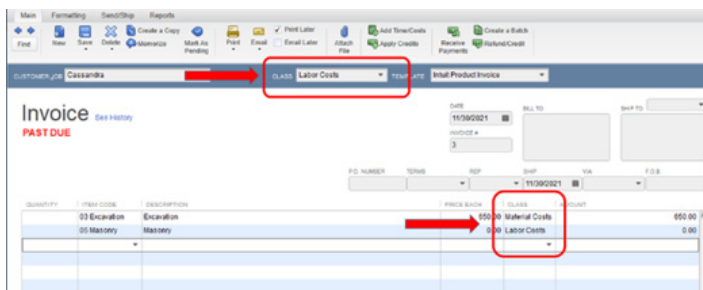 Main Formatting Send/Ship Reports
Find New Save Delete Create a Copy Memorize Mark As Pending Print Email Print Later Email Later Attach File Add Time/Costs Apply Credits Receive Payments Create a Batch Refund/Credit
CUSTOMER:JOB Cassandra CLASS Labor Costs TEMPLATE Intuit Product Invoice
Invoice See History
PAST DUE
DATE BILL TO SHIP TO
11/30/2021
INVOICE #
3
P.O. NUMBER TERMS REP SHIP VIA F.O.B.
11/30/2021
QUANTITY ITEM CODE DESCRIPTION PRICE EACH CLASS AMOUNT
03 Excavation Excavation 650.00 Material Costs 650.00
05 Masonry Masonry 0.00 Labor Costs 0.00